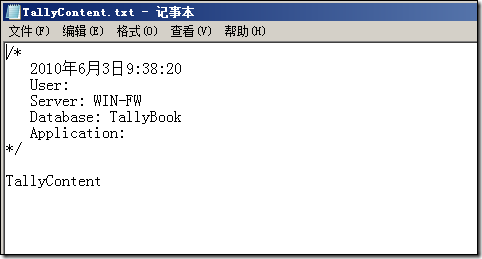 TallyContent.txt - 记事本
文件(F) 编辑(E) 格式(O) 查看(V) 帮助(H)
/*
2010年6月3日9:38:20
User:
Server: WIN-FW
Database: TallyBook
Application:
*/
TallyContent